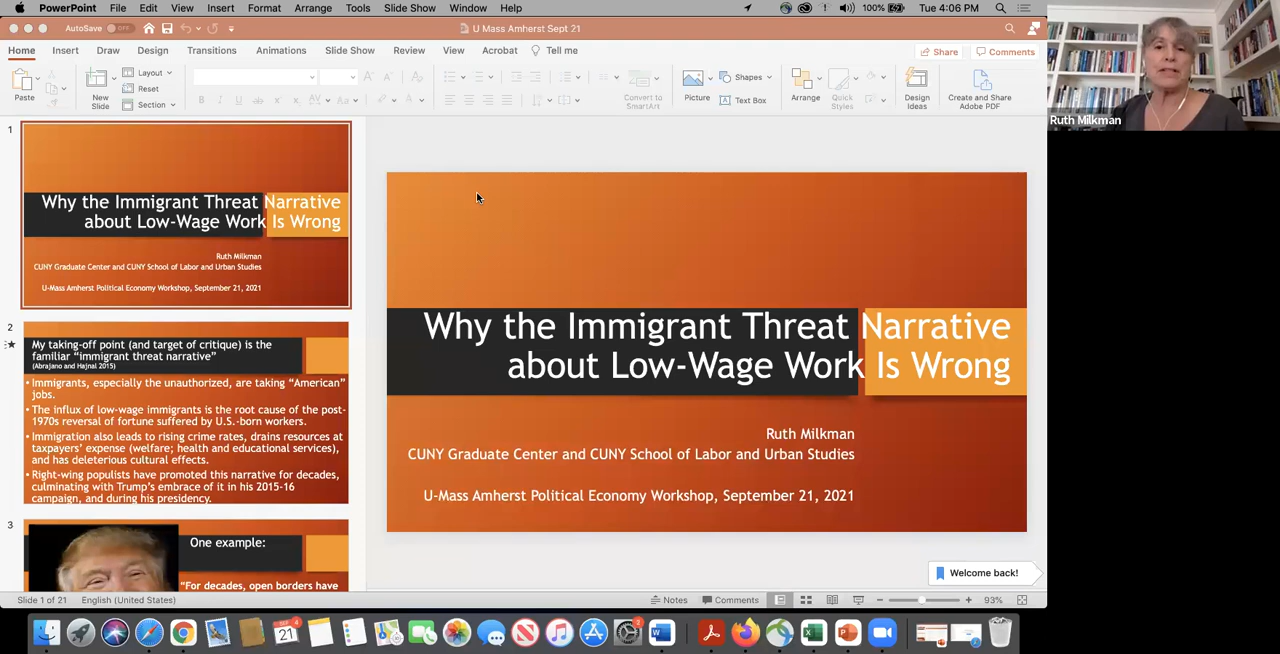 PowerPoint File Edit View Insert Format Arrange Tools Slide Show Window Help 100% Tue 4:06 PM
AutoSave OFF U Mass Amherst Sept 21
Home Insert Draw Design Transitions Animations Slide Show Review View Acrobat Tell me Share Comments
Paste
New Slide
Layout
Reset
Section
Convert to SmartArt
Picture
Shapes
Text Box
Arrange
Quick Styles
Design Ideas
Create and Share Adobe PDF
Ruth Milkman
1
Why the Immigrant Threat Narrative
about Low-Wage Work Is Wrong
Ruth Milkman
CUNY Graduate Center and CUNY School of Labor and Urban Studies
U-Mass Amherst Political Economy Workshop, September 21, 2021
2
My taking-off point (and target of critique) is the
familiar “immigrant threat narrative”
(Abrajano and Hajnal 2015)
• Immigrants, especially the unauthorized, are taking “American”
jobs.
• The influx of low-wage immigrants is the root cause of the post-
1970s reversal of fortune suffered by U.S.-born workers.
• Immigration also leads to rising crime rates, drains resources at
taxpayers’ expense (welfare; health and educational services),
and has deleterious cultural effects.
• Right-wing populists have promoted this narrative for decades,
culminating with Trump’s embrace of it in his 2015-16
campaign, and during his presidency.
3
One example:
“For decades, open borders have
Why the Immigrant Threat Narrative
about Low-Wage Work Is Wrong
Ruth Milkman
CUNY Graduate Center and CUNY School of Labor and Urban Studies
U-Mass Amherst Political Economy Workshop, September 21, 2021
Welcome back!
Slide 1 of 21 English (United States) Notes Comments 93%
SEP
21